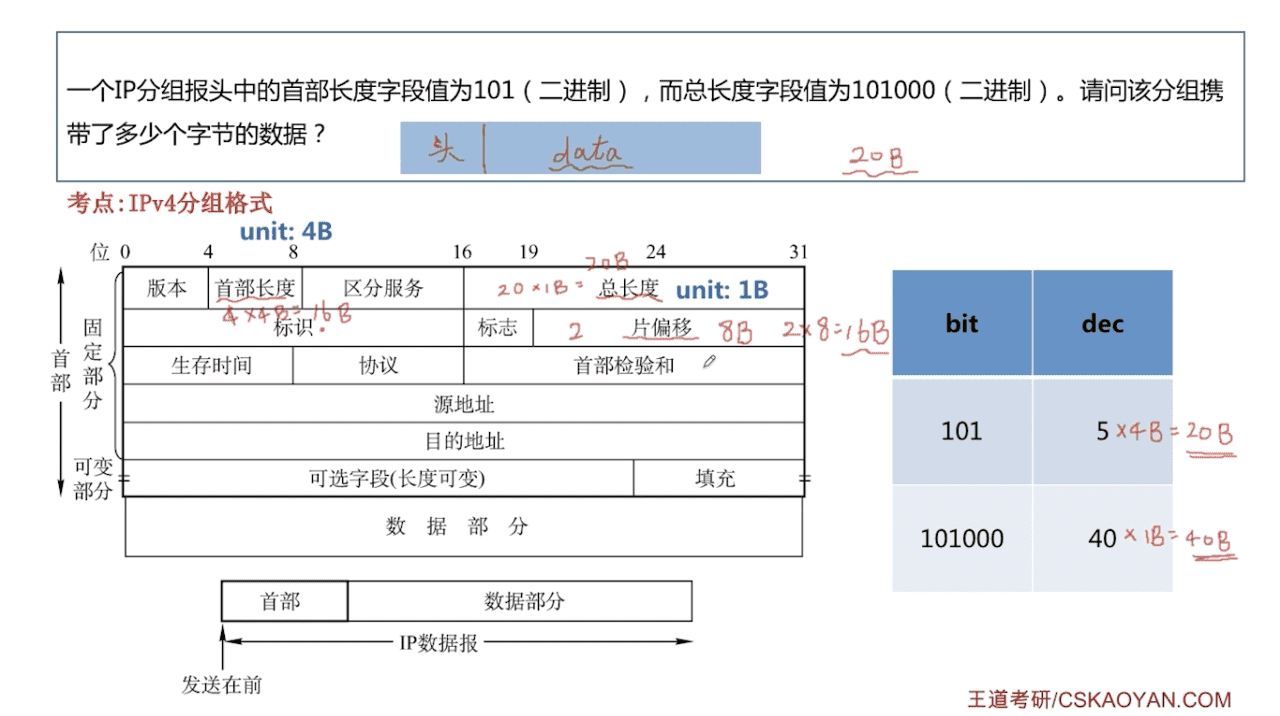 一个IP分组报头中的首部长度字段值为101（二进制），而总长度字段值为101000（二进制）。请问该分组携
带了多少个字节的数据？
头 data
20B
考点:IPv4分组格式
unit: 4B
位 0 4 8 16 19 24 31
20B
版本 首部长度 区分服务 20×1B= 总长度 unit: 1B
4×4B=16B
标识 标志 2 片偏移 8B 2×8=16B
生存时间 协议 首部检验和
源地址
目的地址
可选字段(长度可变) 填充
数据部分
首部
固定部分
可变部分
首部 数据部分
IP数据报
发送在前
bit dec
101 5 ×4B=20B
101000 40 ×1B=40B
王道考研/CSKAOYAN.COM